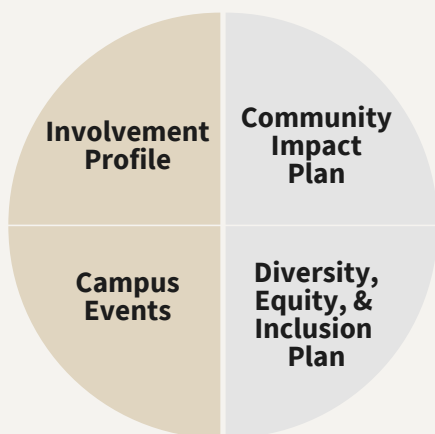 Involvement
Profile
Community
Impact
Plan
Campus
Events
Diversity,
Equity, &
Inclusion
Plan